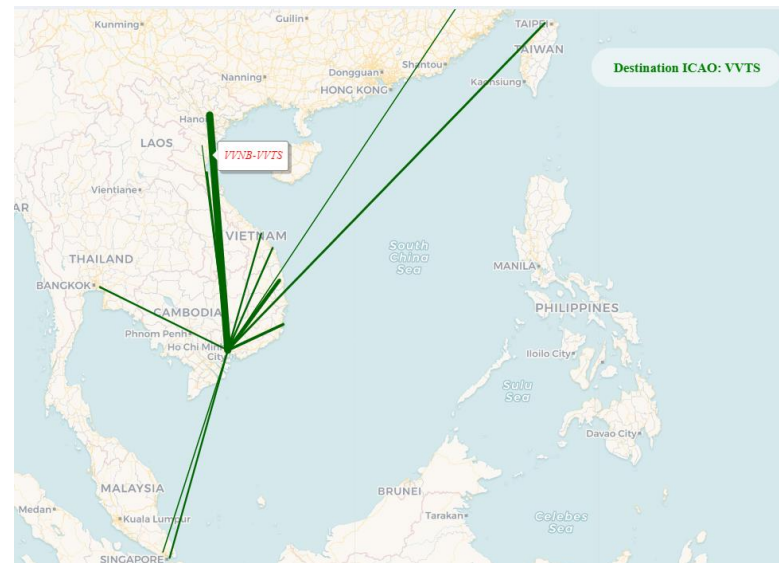 Kunming
Guilin
TAIPEI
TAIWAN
Destination ICAO: VVTS
Nanning
Dongguan
Shantou
HONG KONG
Kaohsiung
Hanoi
LAOS
VVNB-VVTS
Vientiane
AR
VIETNAM
THAILAND
South
China
Sea
MANILA
BANGKOK
CAMBODIA
PHILIPPINES
Phnom Penh
Ho Chi Minh
City
Iloilo City
Sulu
Sea
Davao City
MALAYSIA
BRUNEI
Medan
Kuala Lumpur
Tarakan
Celebes
Sea
SINGAPORE